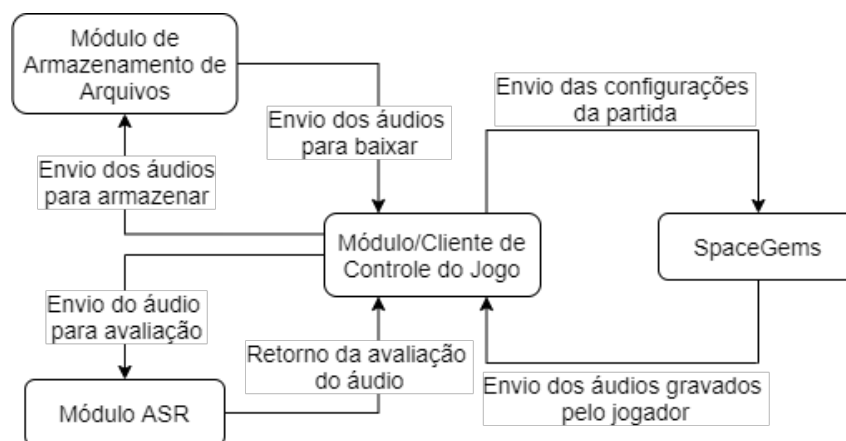 Módulo de
Armazenamento de
Arquivos
Envio das configurações
da partida
Envio dos áudios
para baixar
Envio dos áudios
para armazenar
Módulo/Cliente de
Controle do Jogo
SpaceGems
Envio do áudio
para avaliação
Retorno da avaliação
do áudio
Envio dos áudios gravados
pelo jogador
Módulo ASR